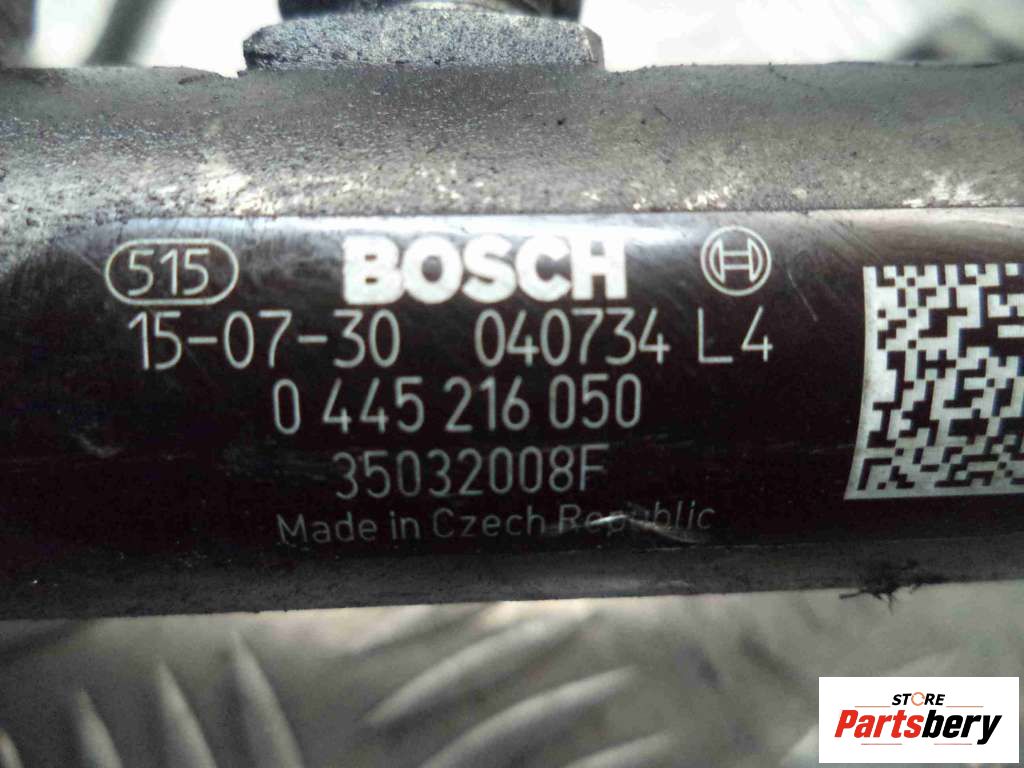 515 BOSCH
15-07-30 040734 L4
0 445 216 050
35032008F
Made in Czech Republic
STORE
Partsbery